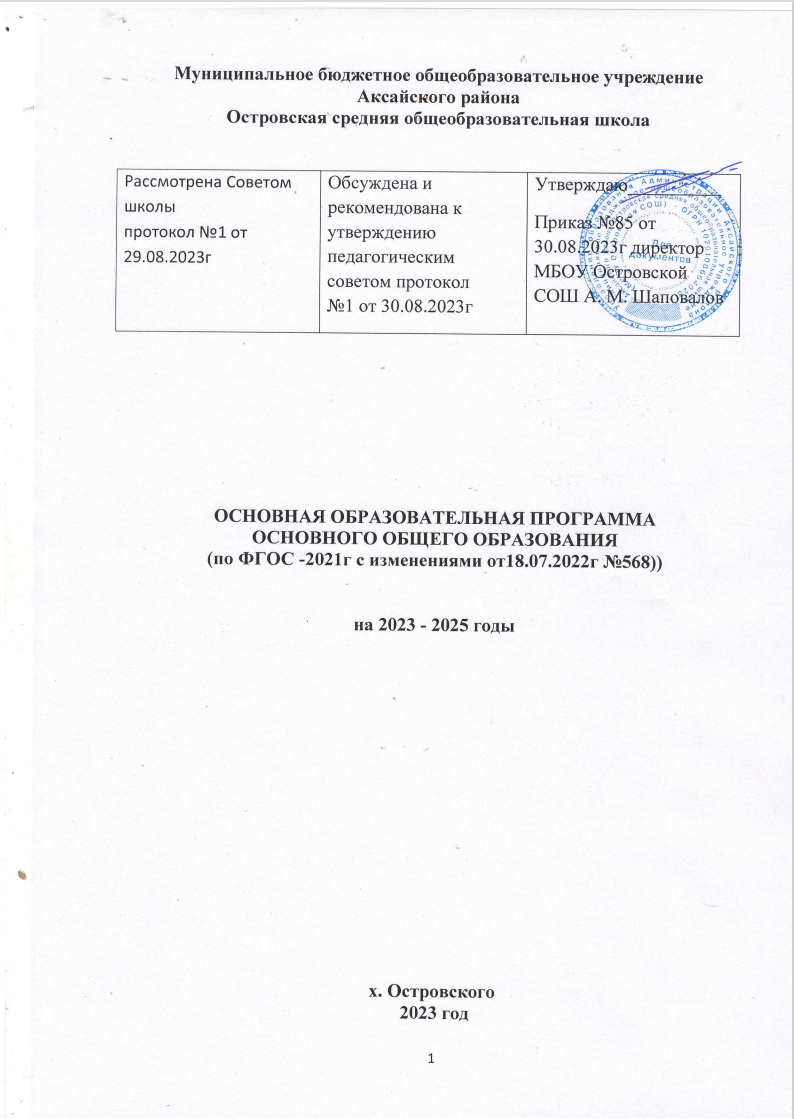 Муниципальное бюджетное общеобразовательное учреждение
Аксайского района
Островская средняя общеобразовательная школа
Рассмотрена Советом
школы
протокол №1 от
29.08.2023г
Обсуждена и
рекомендована к
утверждению
педагогическим
советом протокол
№1 от 30.08.2023г
Утверждаю
Приказ №85 от
30.08.2023г директор
МБОУ Островской
СОШ А. М. Шаповалов
Для
документов
ОСНОВНАЯ ОБРАЗОВАТЕЛЬНАЯ ПРОГРАММА
ОСНОВНОГО ОБЩЕГО ОБРАЗОВАНИЯ
(по ФГОС -2021г с изменениями от18.07.2022г №568))
на 2023 - 2025 годы
х. Островского
2023 год
1